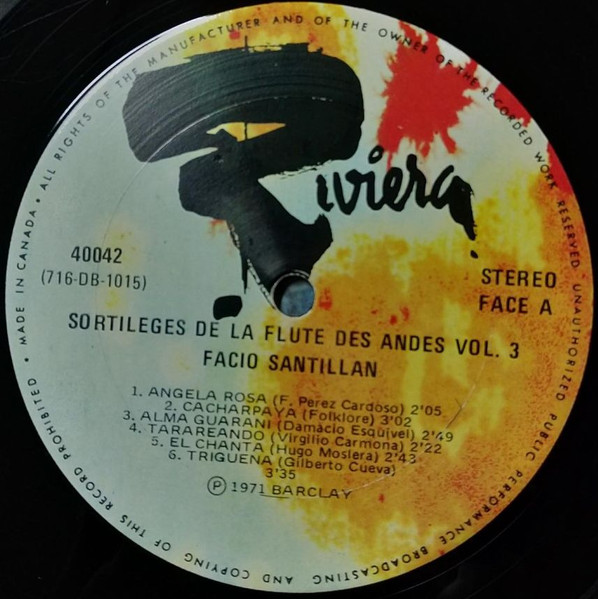 MADE IN CANADA • ALL RIGHTS OF THE MANUFACTURER AND OF THE OWNER OF THE RECORDED WORK RESERVED UNAUTHORIZED PUBLIC PERFORMANCE BROADCASTING AND COPYING OF THIS RECORD PROHIBITED •
Riviera
40042
(716-DB-1015)
STEREO
FACE A
SORTILEGES DE LA FLUTE DES ANDES VOL. 3
FACIO SANTILLAN
1. ANGELA ROSA (F. Perez Cardoso) 2'05
2. CACHARPAYA (Folklore) 3'02
3. ALMA GUARANI (Damàcio Esquivel) 2'49
4. TARAREANDO (Virgilio Carmona) 2'22
5. EL CHANTA (Hugo Moslera) 2'43
6. TRIGUENA (Gilberto Cueva)
3'35
Ⓟ 1971 BARCLAY